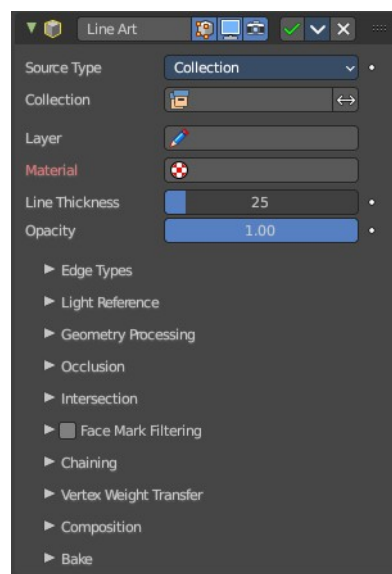 Line Art
Source Type Collection
Collection
Layer
Material
Line Thickness 25
Opacity 1.00
Edge Types
Light Reference
Geometry Processing
Occlusion
Intersection
Face Mark Filtering
Chaining
Vertex Weight Transfer
Composition
Bake